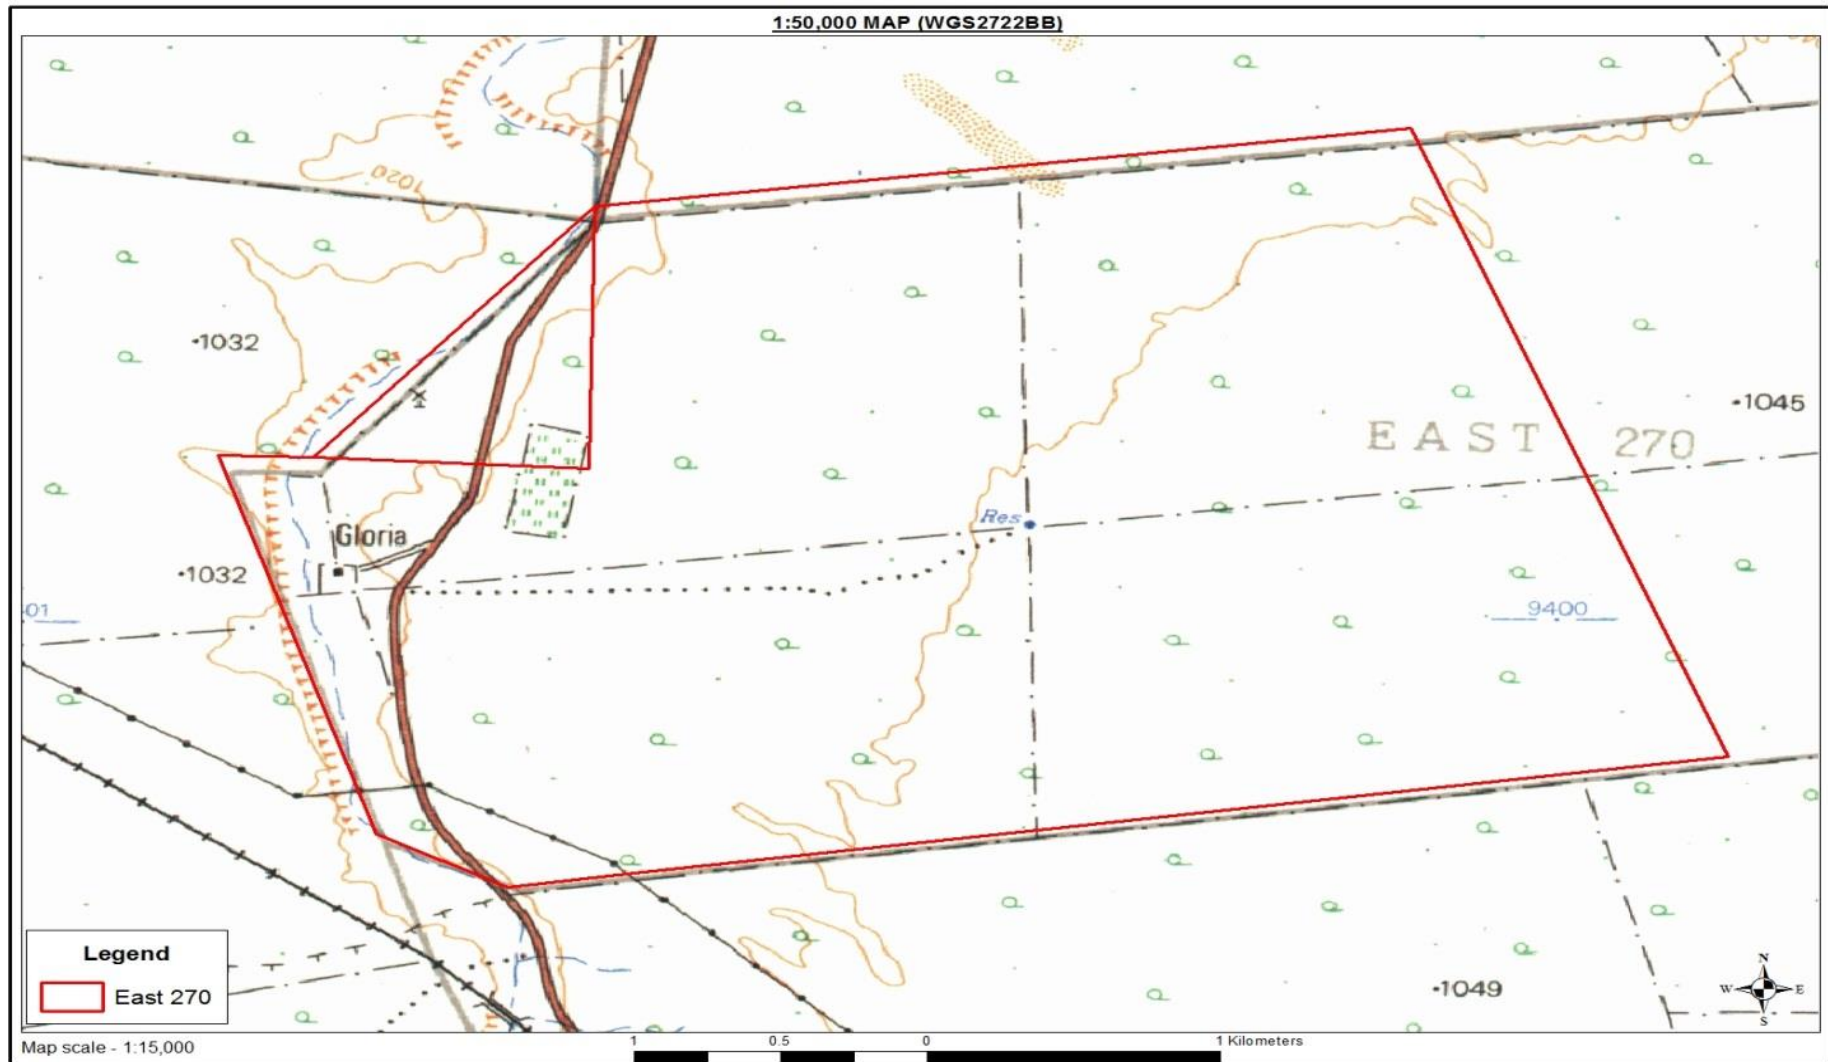 1:50,000 MAP (WGS2722BB)
1020
1032
1045
EAST 270
Res
Gloria
1032
01
9400
Legend
East 270
1049
N
W E
S
Map scale - 1:15,000
1 0.5 0 1 Kilometers